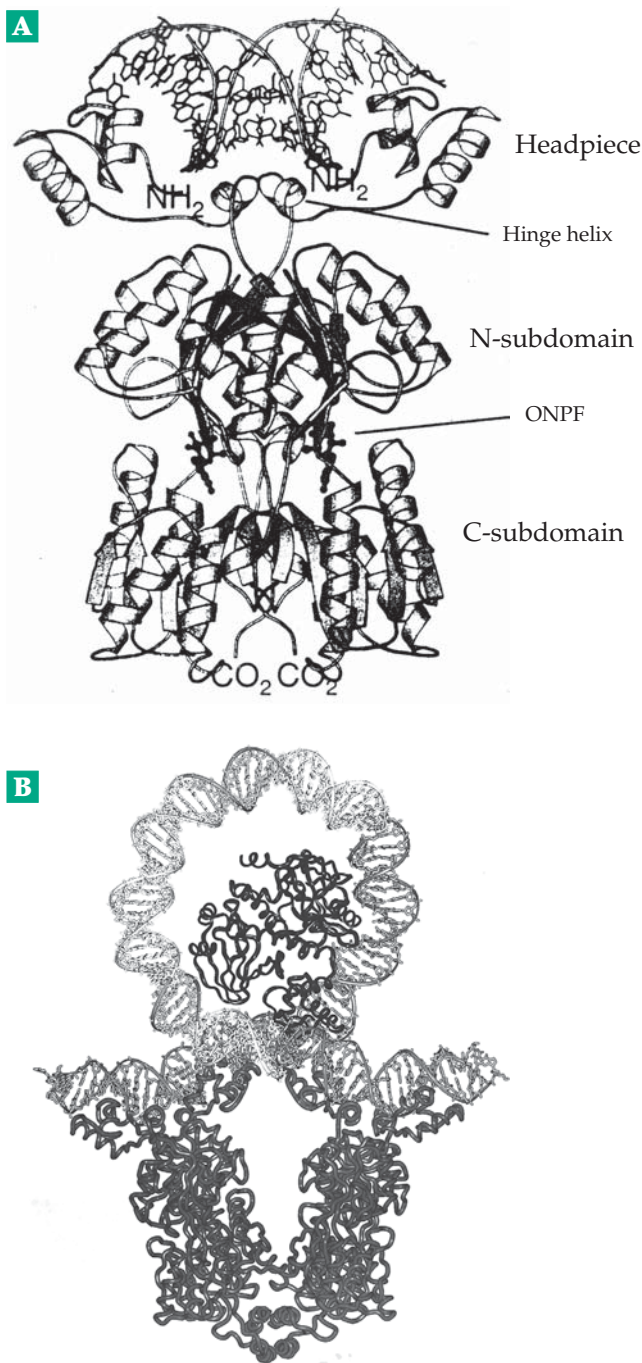 A
Headpiece
NH2
NH2
Hinge helix
N-subdomain
ONPF
C-subdomain
CO2 CO2
B